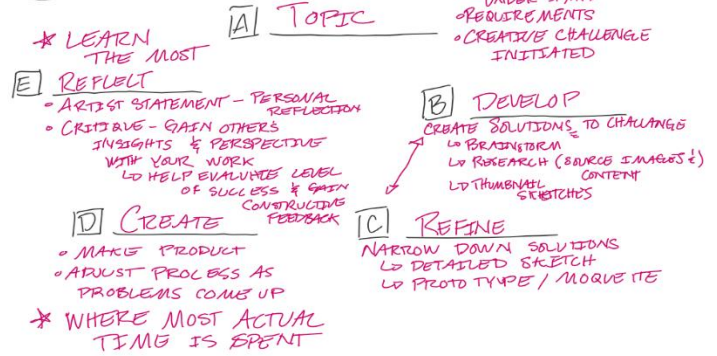 A TOPIC
• REQUIREMENTS
• CREATIVE CHALLENGE
INITIATED
* LEARN
THE MOST
E REFLECT
• ARTIST STATEMENT - PERSONAL
REFLECTION
• CRITIQUE - GAIN OTHERS
INSIGHTS & PERSPECTIVE
WITH YOUR WORK
↳ HELP EVALUATE LEVEL
OF SUCCESS & GAIN
CONSTRUCTIVE
FEEDBACK
B DEVELOP
CREATE SOLUTIONS TO CHALLANGE
↳ BRAINSTORM
↳ RESEARCH (SOURCE IMAGES &)
CONTENT
↳ THUMBNAIL
SKETCHES
D CREATE
• MAKE PRODUCT
• ADJUST PROCESS AS
PROBLEMS COME UP
* WHERE MOST ACTUAL
TIME IS SPENT
C REFINE
NARROW DOWN SOLUTIONS
↳ DETAILED SKETCH
↳ PROTOTYPE / MOQUETTE